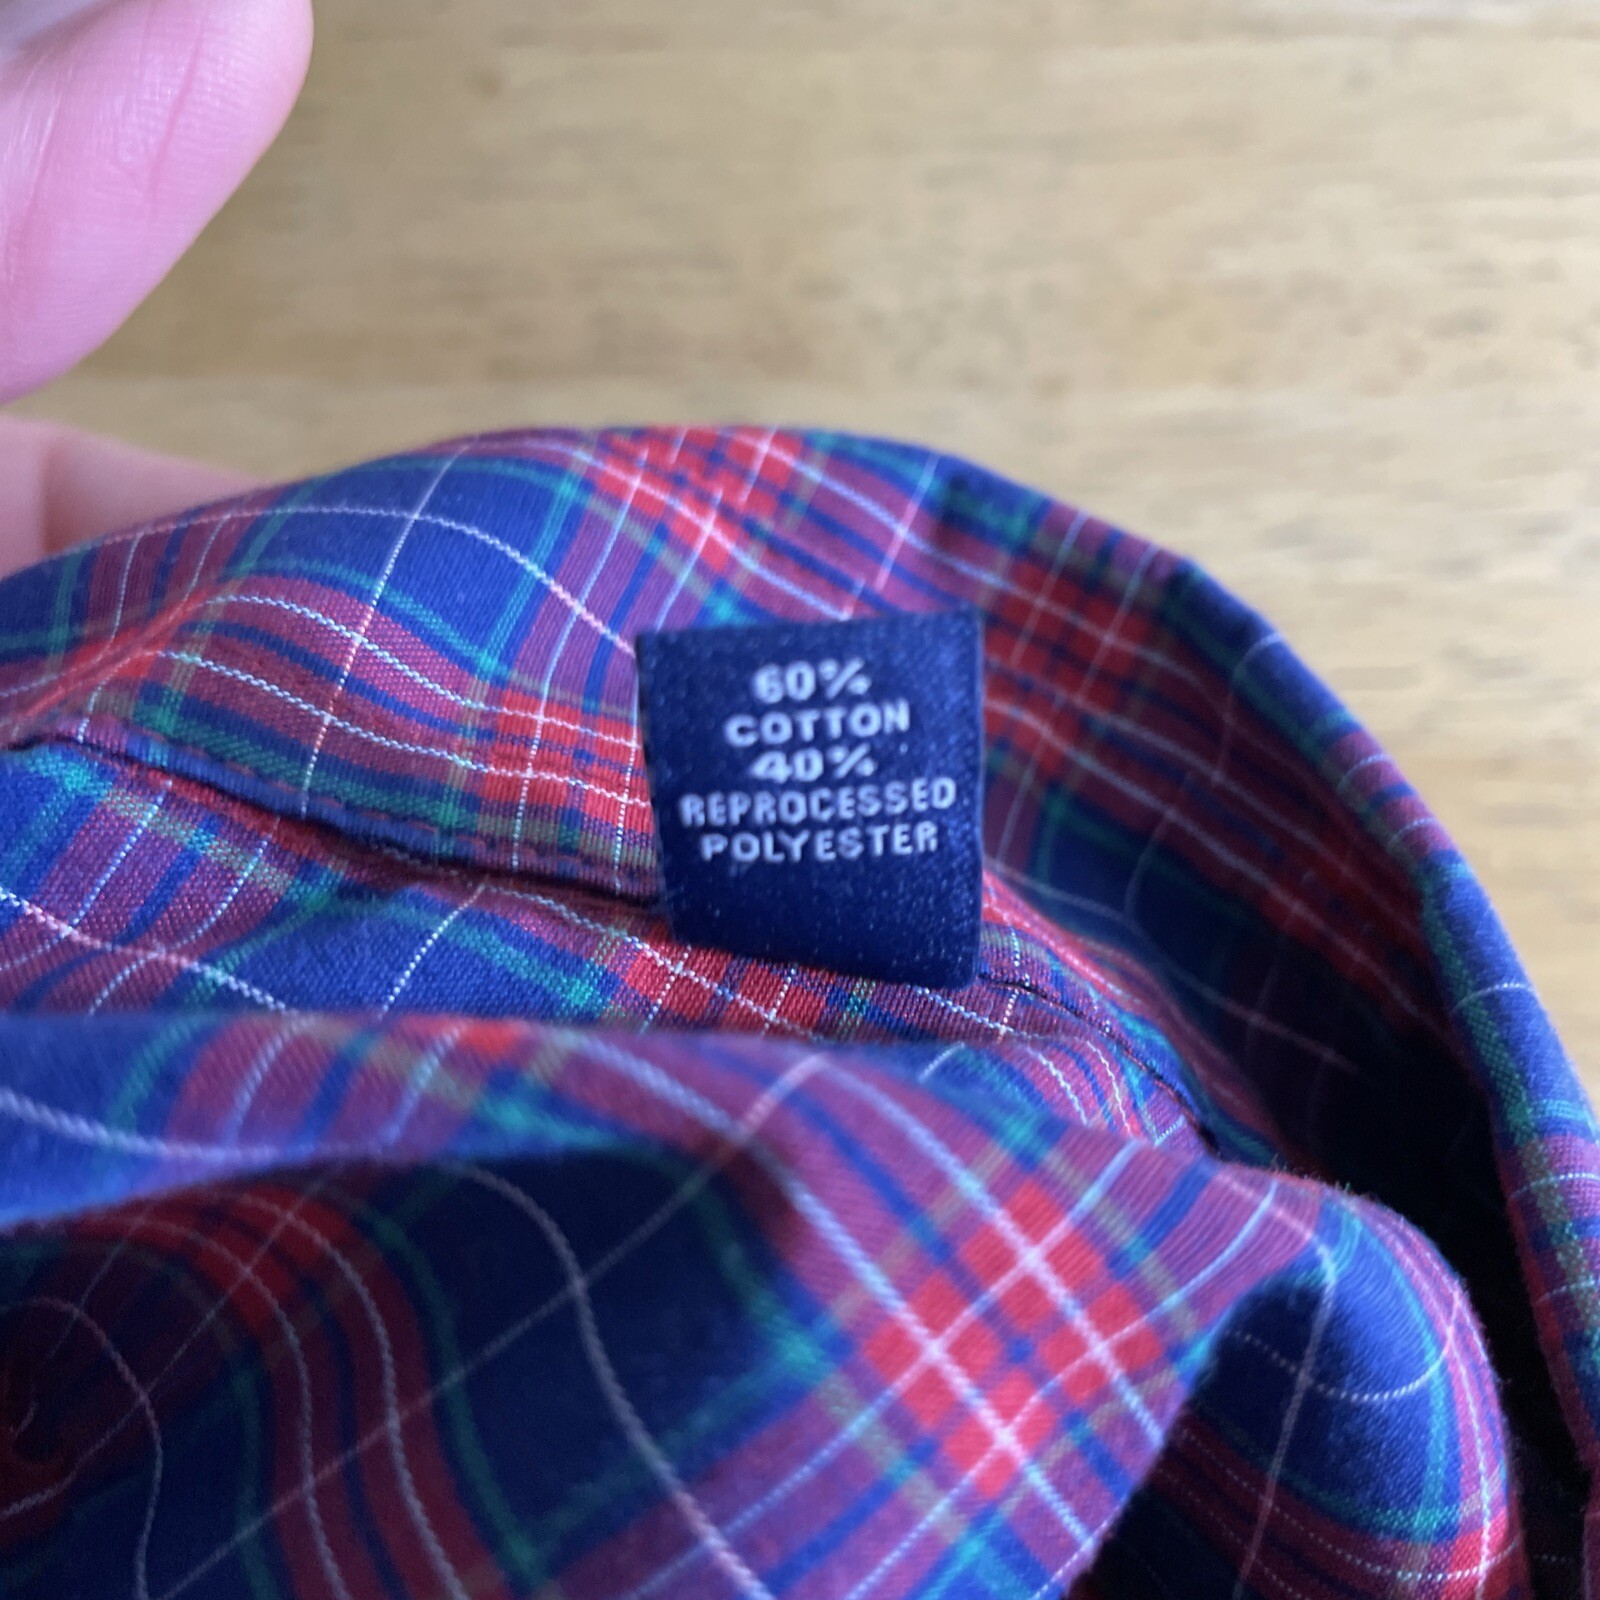 60%
COTTON
40%
REPROCESSED
POLYESTER